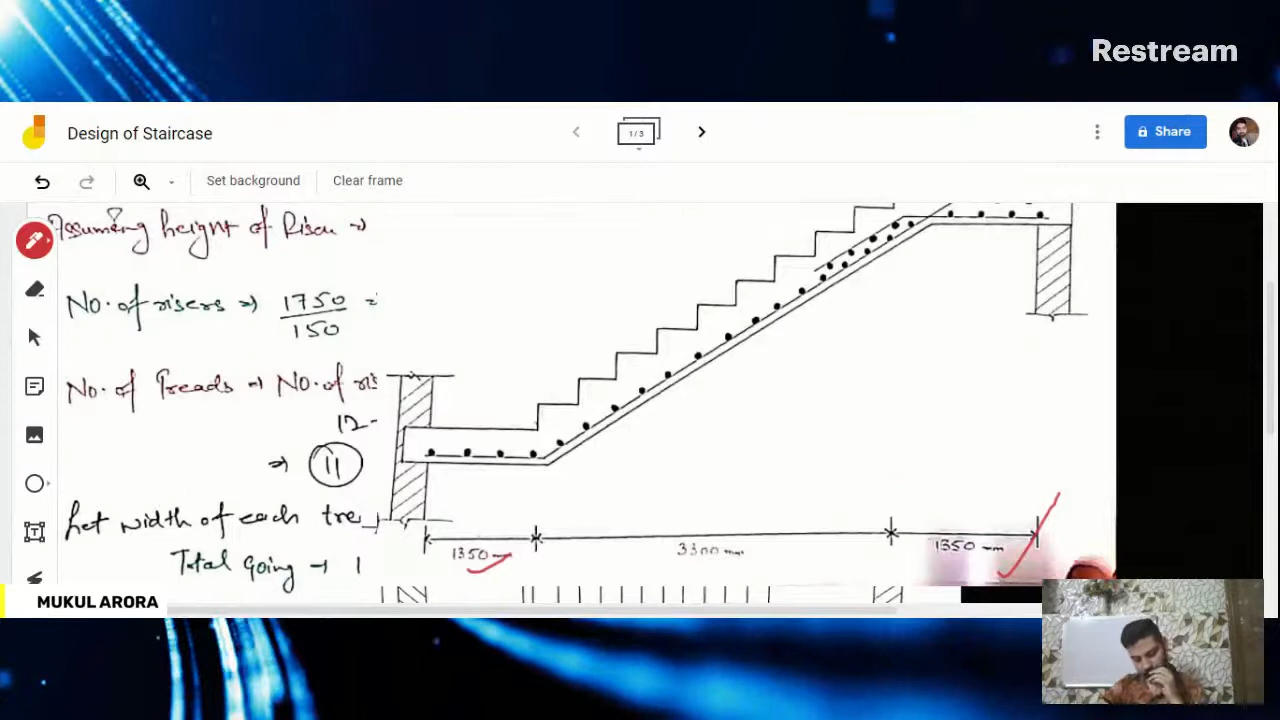 Restream
Design of Staircase
1/3
Share
Set background
Clear frame
Assuming height of Riser ⇒
No. of risers ⇒ 1750/150 =
No. of Treads → No. of ris
12 -
⇒ 11
Let width of each tre
Total Going → 1
1350 mm
3300 mm
1350 mm
MUKUL ARORA